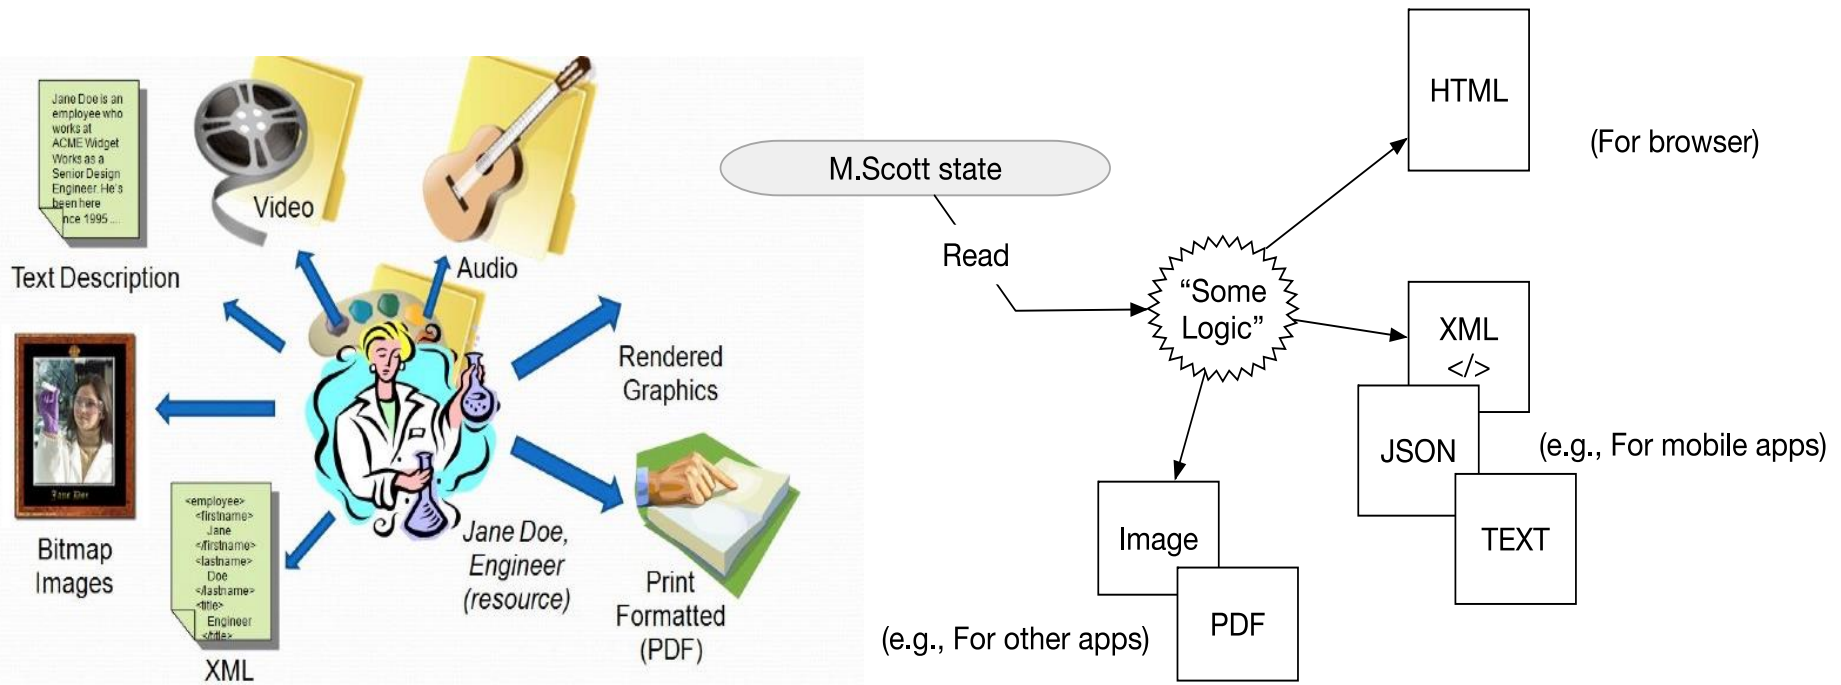 Jane Doe is an
employee who
works at
ACME Widget
Works as a
Senior Design
Engineer. He's
been here
nce 1995 ....
Text Description
Video
Audio
Rendered
Graphics
Jane Doe
Bitmap
Images
<employee>
<firstname>
Jane
</firstname>
<lastname>
Doe
</lastname>
<title>
Engineer
</title>
XML
Jane Doe,
Engineer
(resource)
Print
Formatted
(PDF)
M.Scott state
Read
“Some
Logic”
HTML
(For browser)
XML
</>
JSON
TEXT
(e.g., For mobile apps)
Image
PDF
(e.g., For other apps)